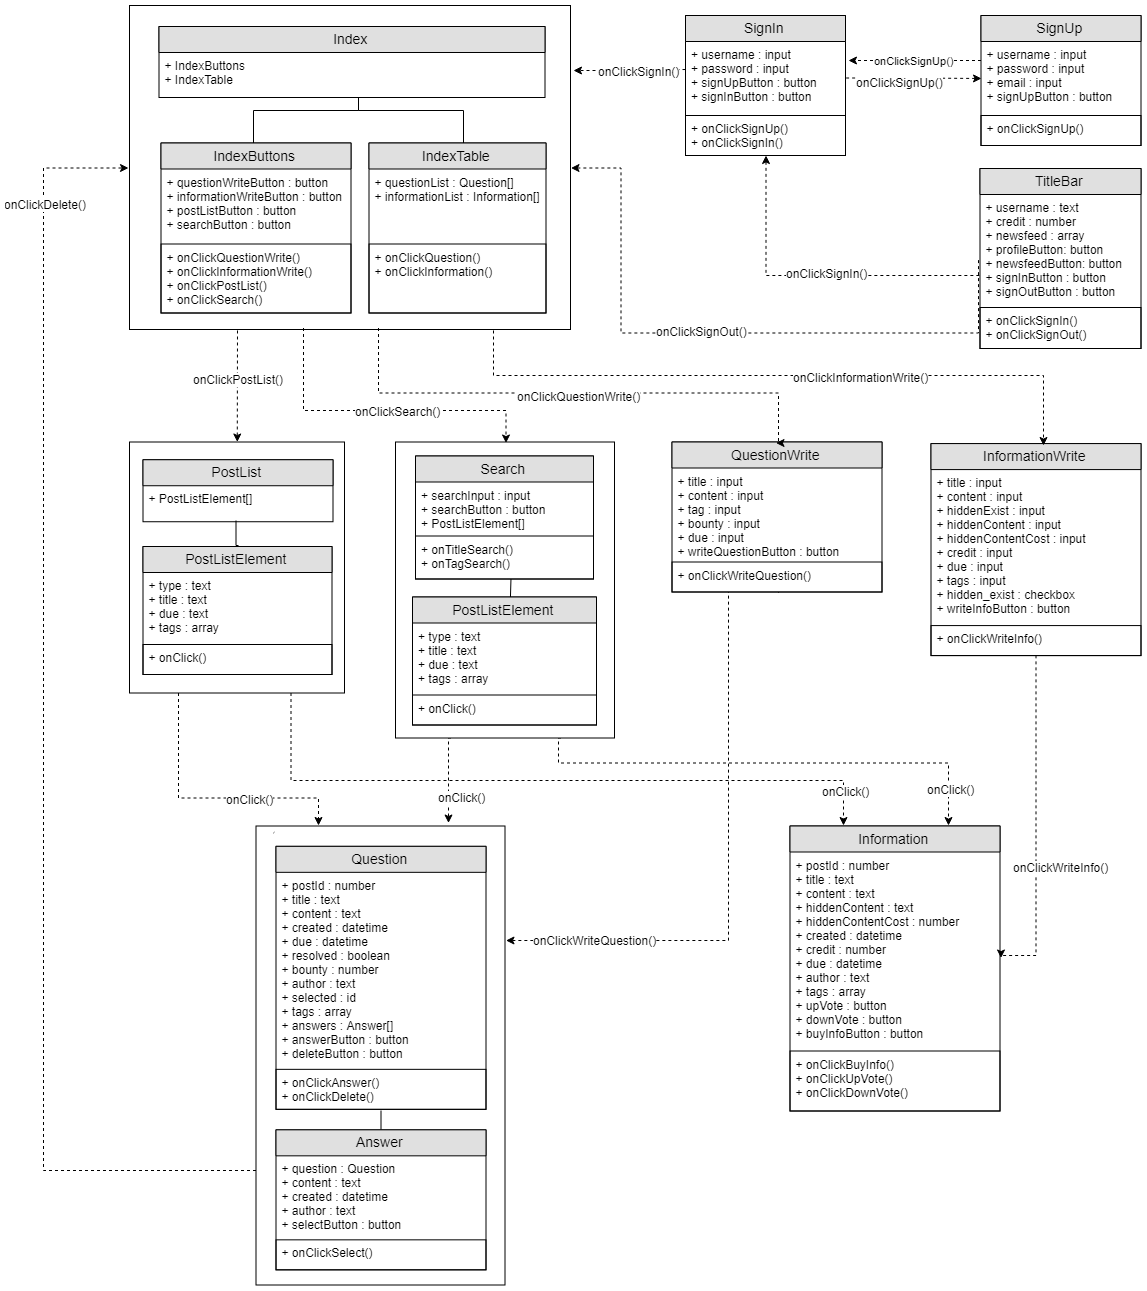 Index
+ IndexButtons
+ IndexTable
IndexButtons
+ questionWriteButton : button
+ informationWriteButton : button
+ postListButton : button
+ searchButton : button
+ onClickQuestionWrite()
+ onClickInformationWrite()
+ onClickPostList()
+ onClickSearch()
IndexTable
+ questionList : Question[]
+ informationList : Information[]
+ onClickQuestion()
+ onClickInformation()
onClickSignIn()
SignIn
+ username : input
+ password : input
+ signUpButton : button
+ signInButton : button
+ onClickSignUp()
+ onClickSignIn()
onClickSignUp()
onClickSignUp()
SignUp
+ username : input
+ password : input
+ email : input
+ signUpButton : button
+ onClickSignUp()
TitleBar
+ username : text
+ credit : number
+ newsfeed : array
+ profileButton: button
+ newsfeedButton: button
+ signInButton : button
+ signOutButton : button
+ onClickSignIn()
+ onClickSignOut()
onClickDelete()
onClickSignIn()
onClickSignOut()
onClickPostList()
onClickSearch()
onClickQuestionWrite()
onClickInformationWrite()
PostList
+ PostListElement[]
PostListElement
+ type : text
+ title : text
+ due : text
+ tags : array
+ onClick()
Search
+ searchInput : input
+ searchButton : button
+ PostListElement[]
+ onTitleSearch()
+ onTagSearch()
PostListElement
+ type : text
+ title : text
+ due : text
+ tags : array
+ onClick()
QuestionWrite
+ title : input
+ content : input
+ tag : input
+ bounty : input
+ due : input
+ writeQuestionButton : button
+ onClickWriteQuestion()
InformationWrite
+ title : input
+ content : input
+ hiddenExist : input
+ hiddenContent : input
+ hiddenContentCost : input
+ credit : input
+ due : input
+ tags : input
+ hidden_exist : checkbox
+ writeInfoButton : button
+ onClickWriteInfo()
onClick()
onClick()
onClick()
onClick()
Question
+ postId : number
+ title : text
+ content : text
+ created : datetime
+ due : datetime
+ resolved : boolean
+ bounty : number
+ author : text
+ selected : id
+ tags : array
+ answers : Answer[]
+ answerButton : button
+ deleteButton : button
+ onClickAnswer()
+ onClickDelete()
Answer
+ question : Question
+ content : text
+ created : datetime
+ author : text
+ selectButton : button
+ onClickSelect()
onClickWriteQuestion()
Information
+ postId : number
+ title : text
+ content : text
+ hiddenContent : text
+ hiddenContentCost : number
+ created : datetime
+ credit : number
+ due : datetime
+ author : text
+ tags : array
+ upVote : button
+ downVote : button
+ buyInfoButton : button
+ onClickBuyInfo()
+ onClickUpVote()
+ onClickDownVote()
onClickWriteInfo()